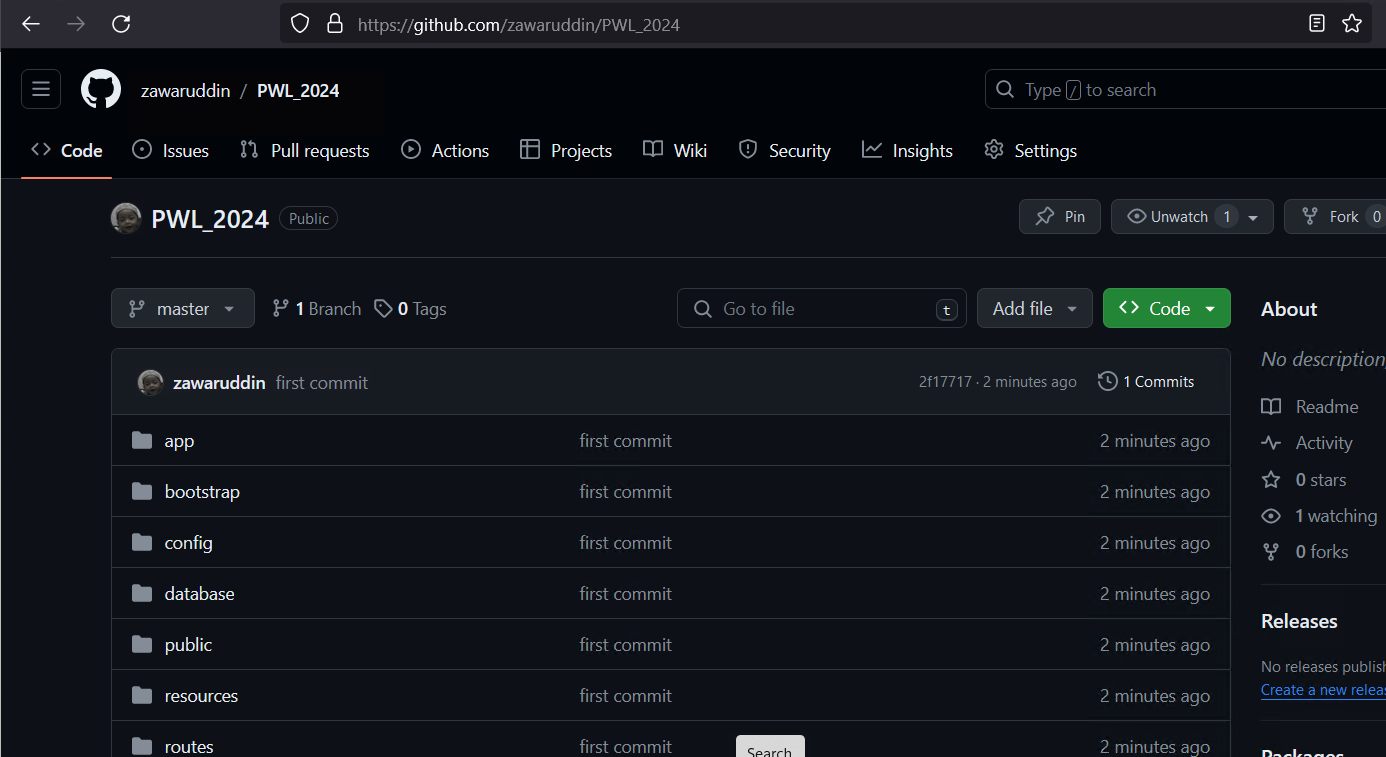 https://github.com/zawaruddin/PWL_2024
zawaruddin / PWL_2024
Type / to search
Code Issues Pull requests Actions Projects Wiki Security Insights Settings
PWL_2024 Public
Pin Unwatch 1 Fork 0
master 1 Branch 0 Tags
Go to file t Add file Code
About
zawaruddin first commit 2f17717 · 2 minutes ago 1 Commits
No description,
app first commit 2 minutes ago
Readme
bootstrap first commit 2 minutes ago
Activity
0 stars
config first commit 2 minutes ago
1 watching
database first commit 2 minutes ago
0 forks
public first commit 2 minutes ago
Releases
resources first commit 2 minutes ago
No releases publish
Create a new releas
routes first commit 2 minutes ago
Search
Packages